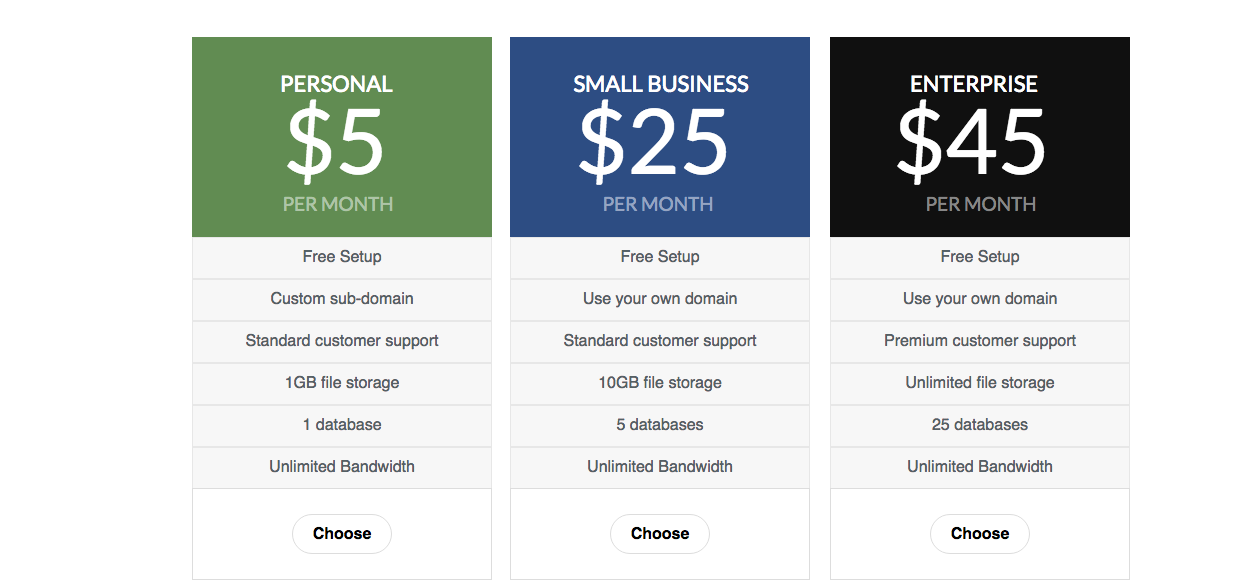 PERSONAL
$5
PER MONTH
Free Setup
Custom sub-domain
Standard customer support
1GB file storage
1 database
Unlimited Bandwidth
Choose
SMALL BUSINESS
$25
PER MONTH
Free Setup
Use your own domain
Standard customer support
10GB file storage
5 databases
Unlimited Bandwidth
Choose
ENTERPRISE
$45
PER MONTH
Free Setup
Use your own domain
Premium customer support
Unlimited file storage
25 databases
Unlimited Bandwidth
Choose